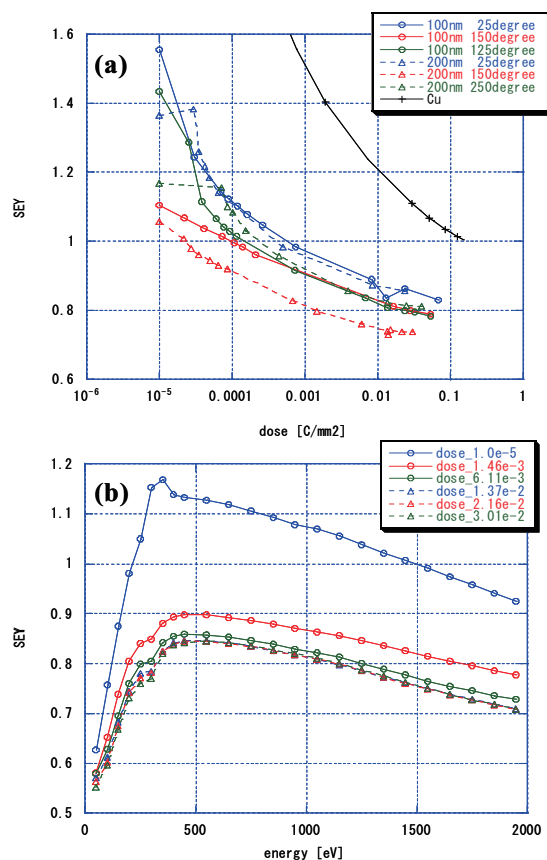 (a)
100nm 25degree
100nm 150degree
100nm 125degree
200nm 25degree
200nm 150degree
200nm 250degree
Cu
SEY
1.6
1.4
1.2
1
0.8
0.6
10-6
10-5
0.0001
0.001
0.01
0.1
1
dose [C/mm2]
(b)
dose_1.0e-5
dose_1.46e-3
dose_6.11e-3
dose_1.37e-2
dose_2.16e-2
dose_3.01e-2
SEY
1.2
1.1
1
0.9
0.8
0.7
0.6
0.5
0
500
1000
1500
2000
energy [eV]